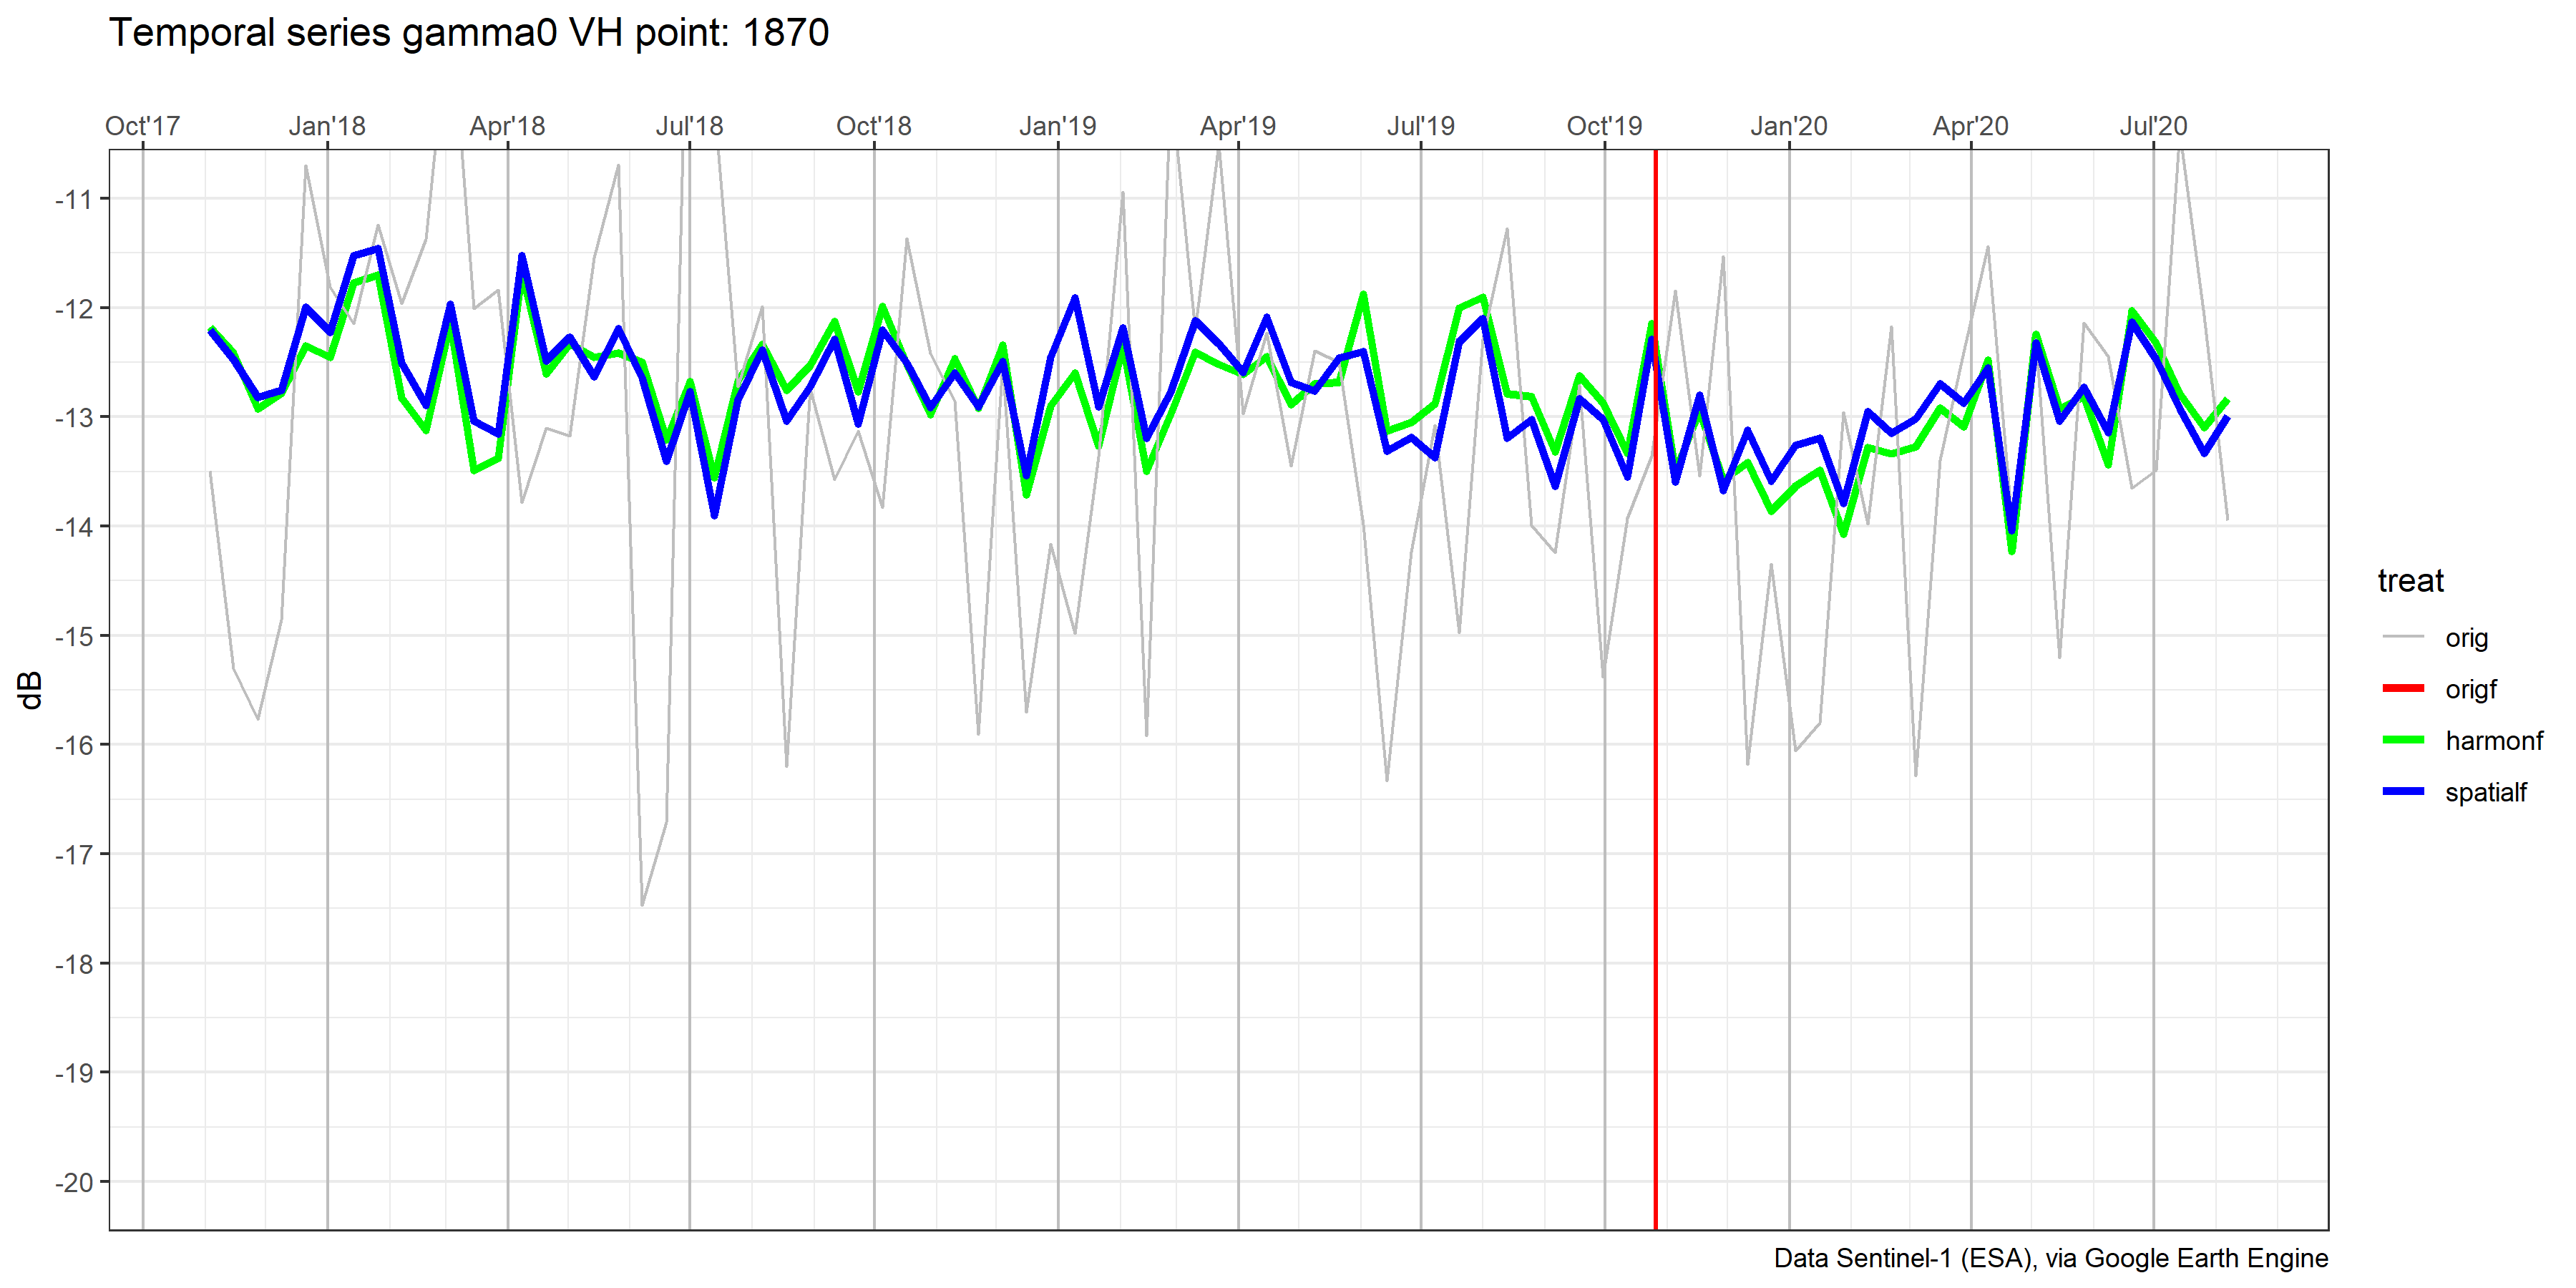 Temporal series gamma0 VH point: 1870
Oct'17 Jan'18 Apr'18 Jul'18 Oct'18 Jan'19 Apr'19 Jul'19 Oct'19 Jan'20 Apr'20 Jul'20
-11
-12
-13
-14
-15
-16
-17
-18
-19
-20
dB
treat
orig
origf
harmonf
spatialf
Data Sentinel-1 (ESA), via Google Earth Engine